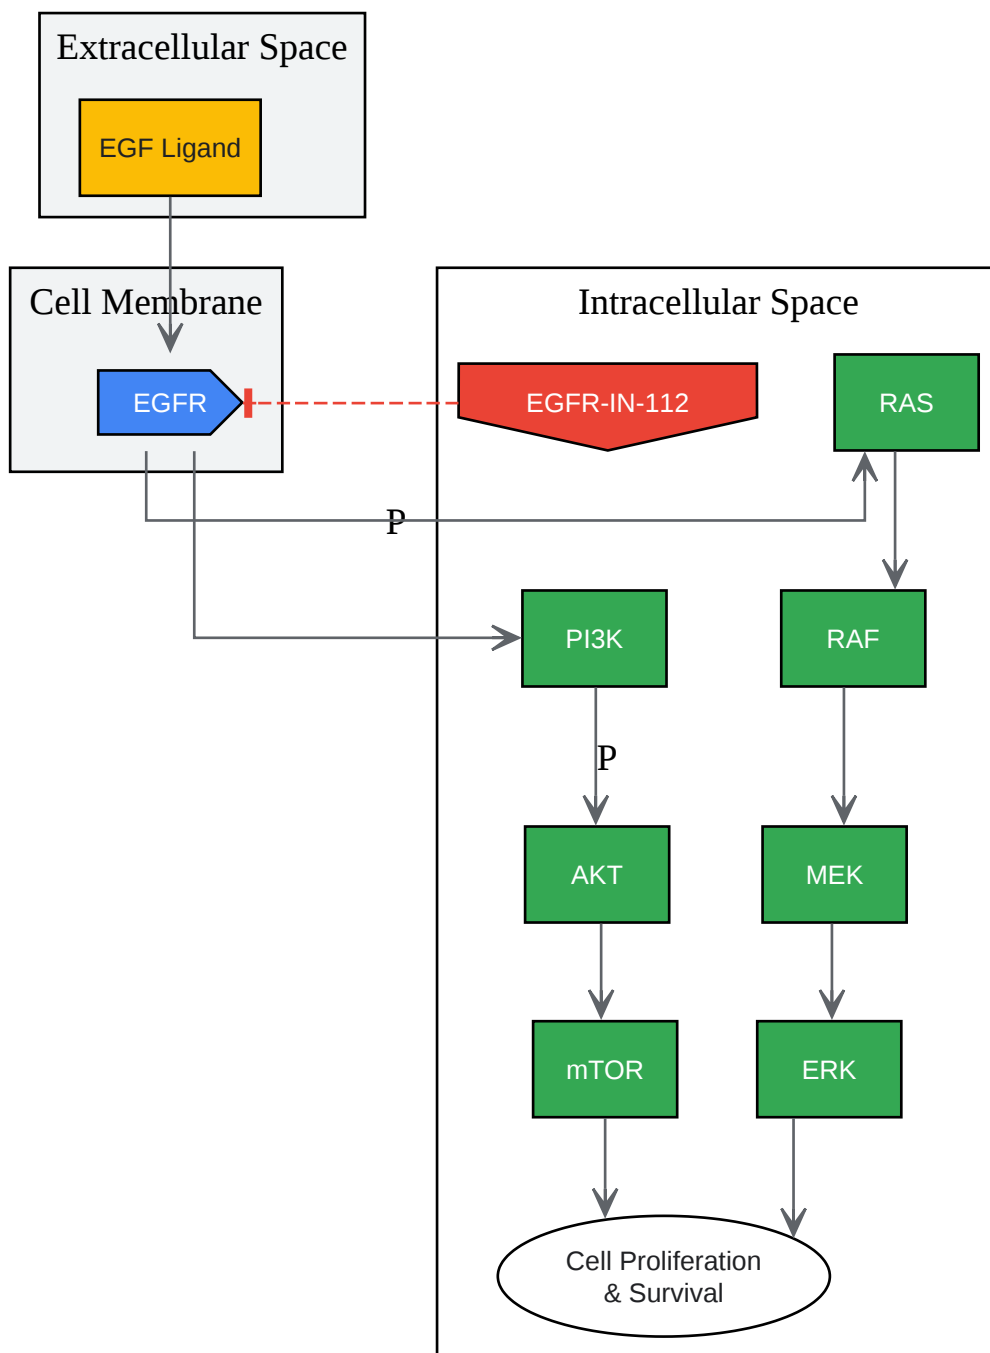 Extracellular Space
EGF Ligand
Cell Membrane
Intracellular Space
EGFR
EGFR-IN-112
RAS
P
PI3K
RAF
P
AKT
MEK
mTOR
ERK
Cell Proliferation
& Survival